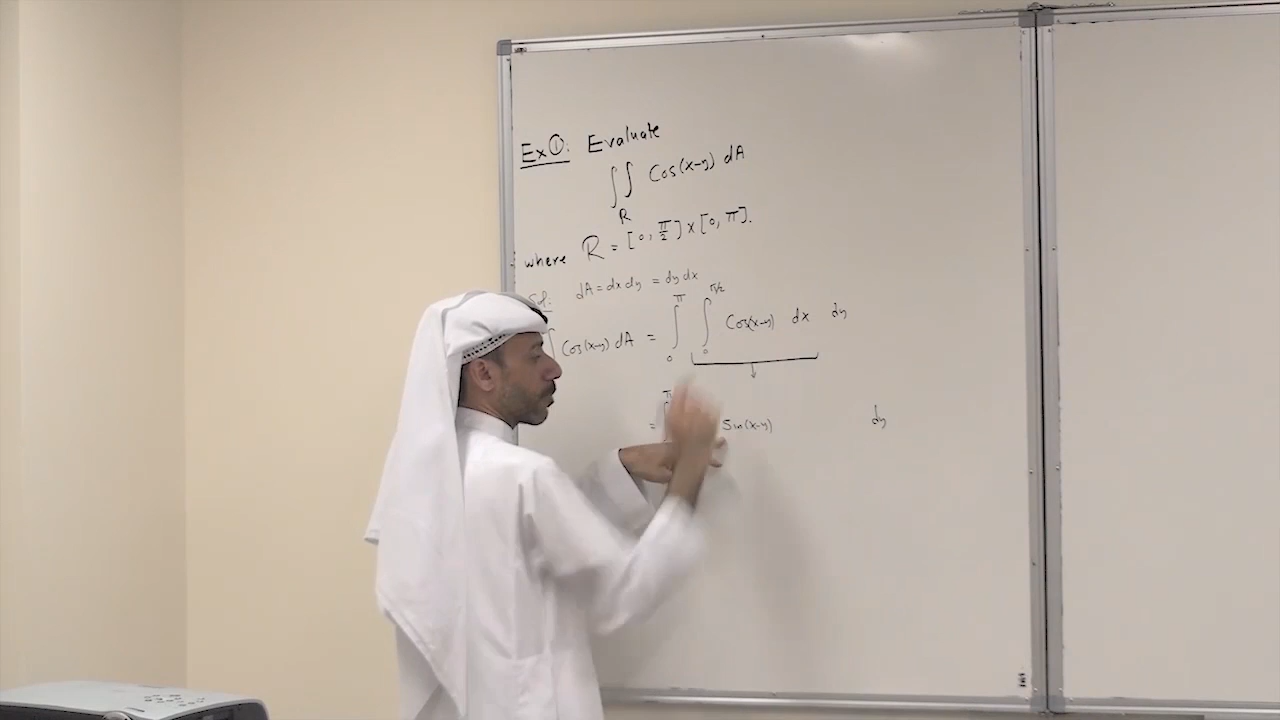 Ex①: Evaluate
∫∫ Cos(x-y) dA
R
where R = [0, π/2] × [0, π].
Sol: dA = dx dy = dy dx
∫ Cos(x-y) dA = ∫₀^π ∫₀^{π/2} Cos(x-y) dx dy
= Sin(x-y) dy